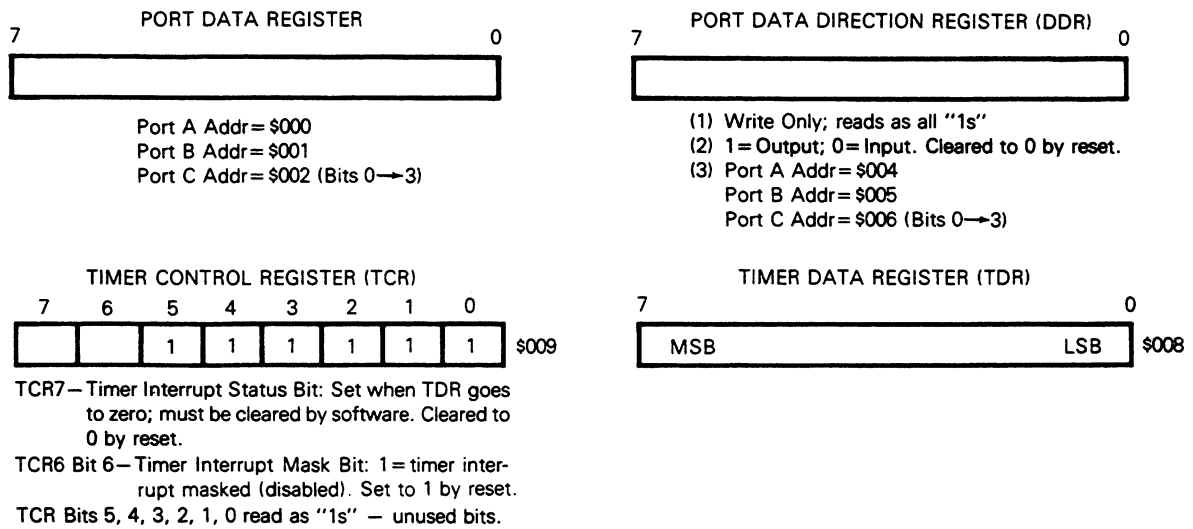 PORT DATA REGISTER
7 0
Port A Addr= $000
Port B Addr= $001
Port C Addr= $002 (Bits 0→3)
PORT DATA DIRECTION REGISTER (DDR)
7 0
(1) Write Only; reads as all "1s"
(2) 1=Output; 0=Input. Cleared to 0 by reset.
(3) Port A Addr= $004
Port B Addr= $005
Port C Addr= $006 (Bits 0→3)
TIMER CONTROL REGISTER (TCR)
7 6 5 4 3 2 1 0
1 1 1 1 1 1 $009
TCR7—Timer Interrupt Status Bit: Set when TDR goes
to zero; must be cleared by software. Cleared to
0 by reset.
TCR6 Bit 6—Timer Interrupt Mask Bit: 1=timer inter-
rupt masked (disabled). Set to 1 by reset.
TCR Bits 5, 4, 3, 2, 1, 0 read as "1s" — unused bits.
TIMER DATA REGISTER (TDR)
7 0
MSB LSB $008